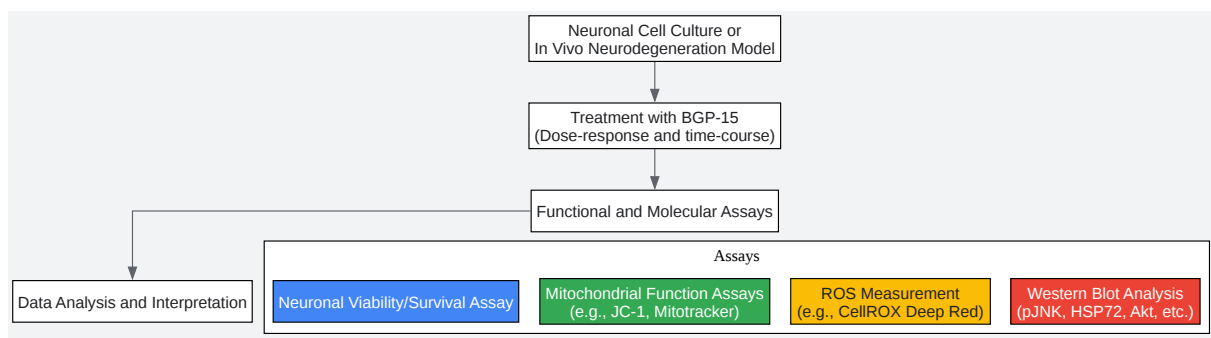 Neuronal Cell Culture or
In Vivo Neurodegeneration Model
Treatment with BGP-15
(Dose-response and time-course)
Functional and Molecular Assays
Data Analysis and Interpretation
Assays
Neuronal Viability/Survival Assay
Mitochondrial Function Assays
(e.g., JC-1, Mitotracker)
ROS Measurement
(e.g., CellROX Deep Red)
Western Blot Analysis
(pJNK, HSP72, Akt, etc.)